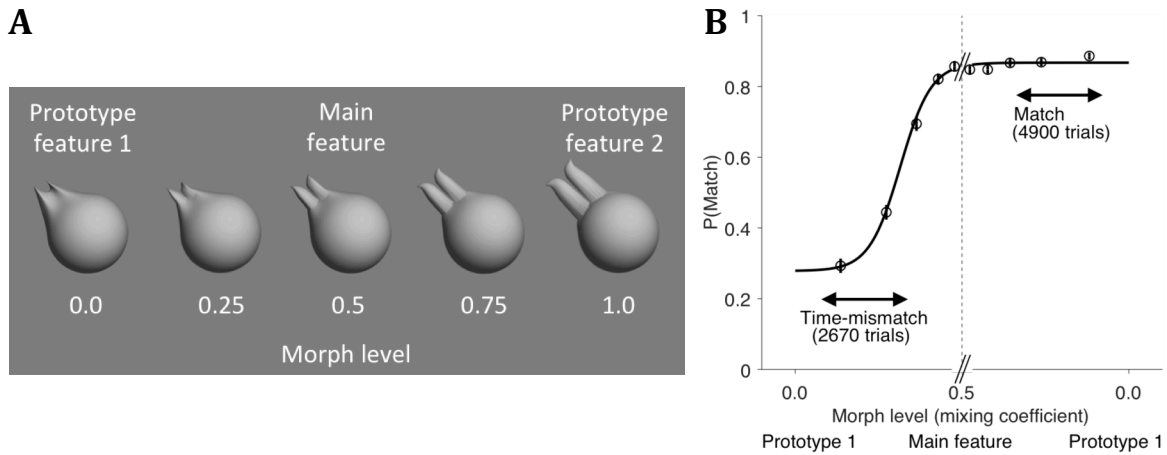 A
Prototype feature 1
Main feature
Prototype feature 2
0.0 0.25 0.5 0.75 1.0
Morph level
B
1
0.8
0.6
0.4
0.2
0
P(Match)
Match
(4900 trials)
Time-mismatch
(2670 trials)
0.0 0.5 0.0
Morph level (mixing coefficient)
Prototype 1 Main feature Prototype 1